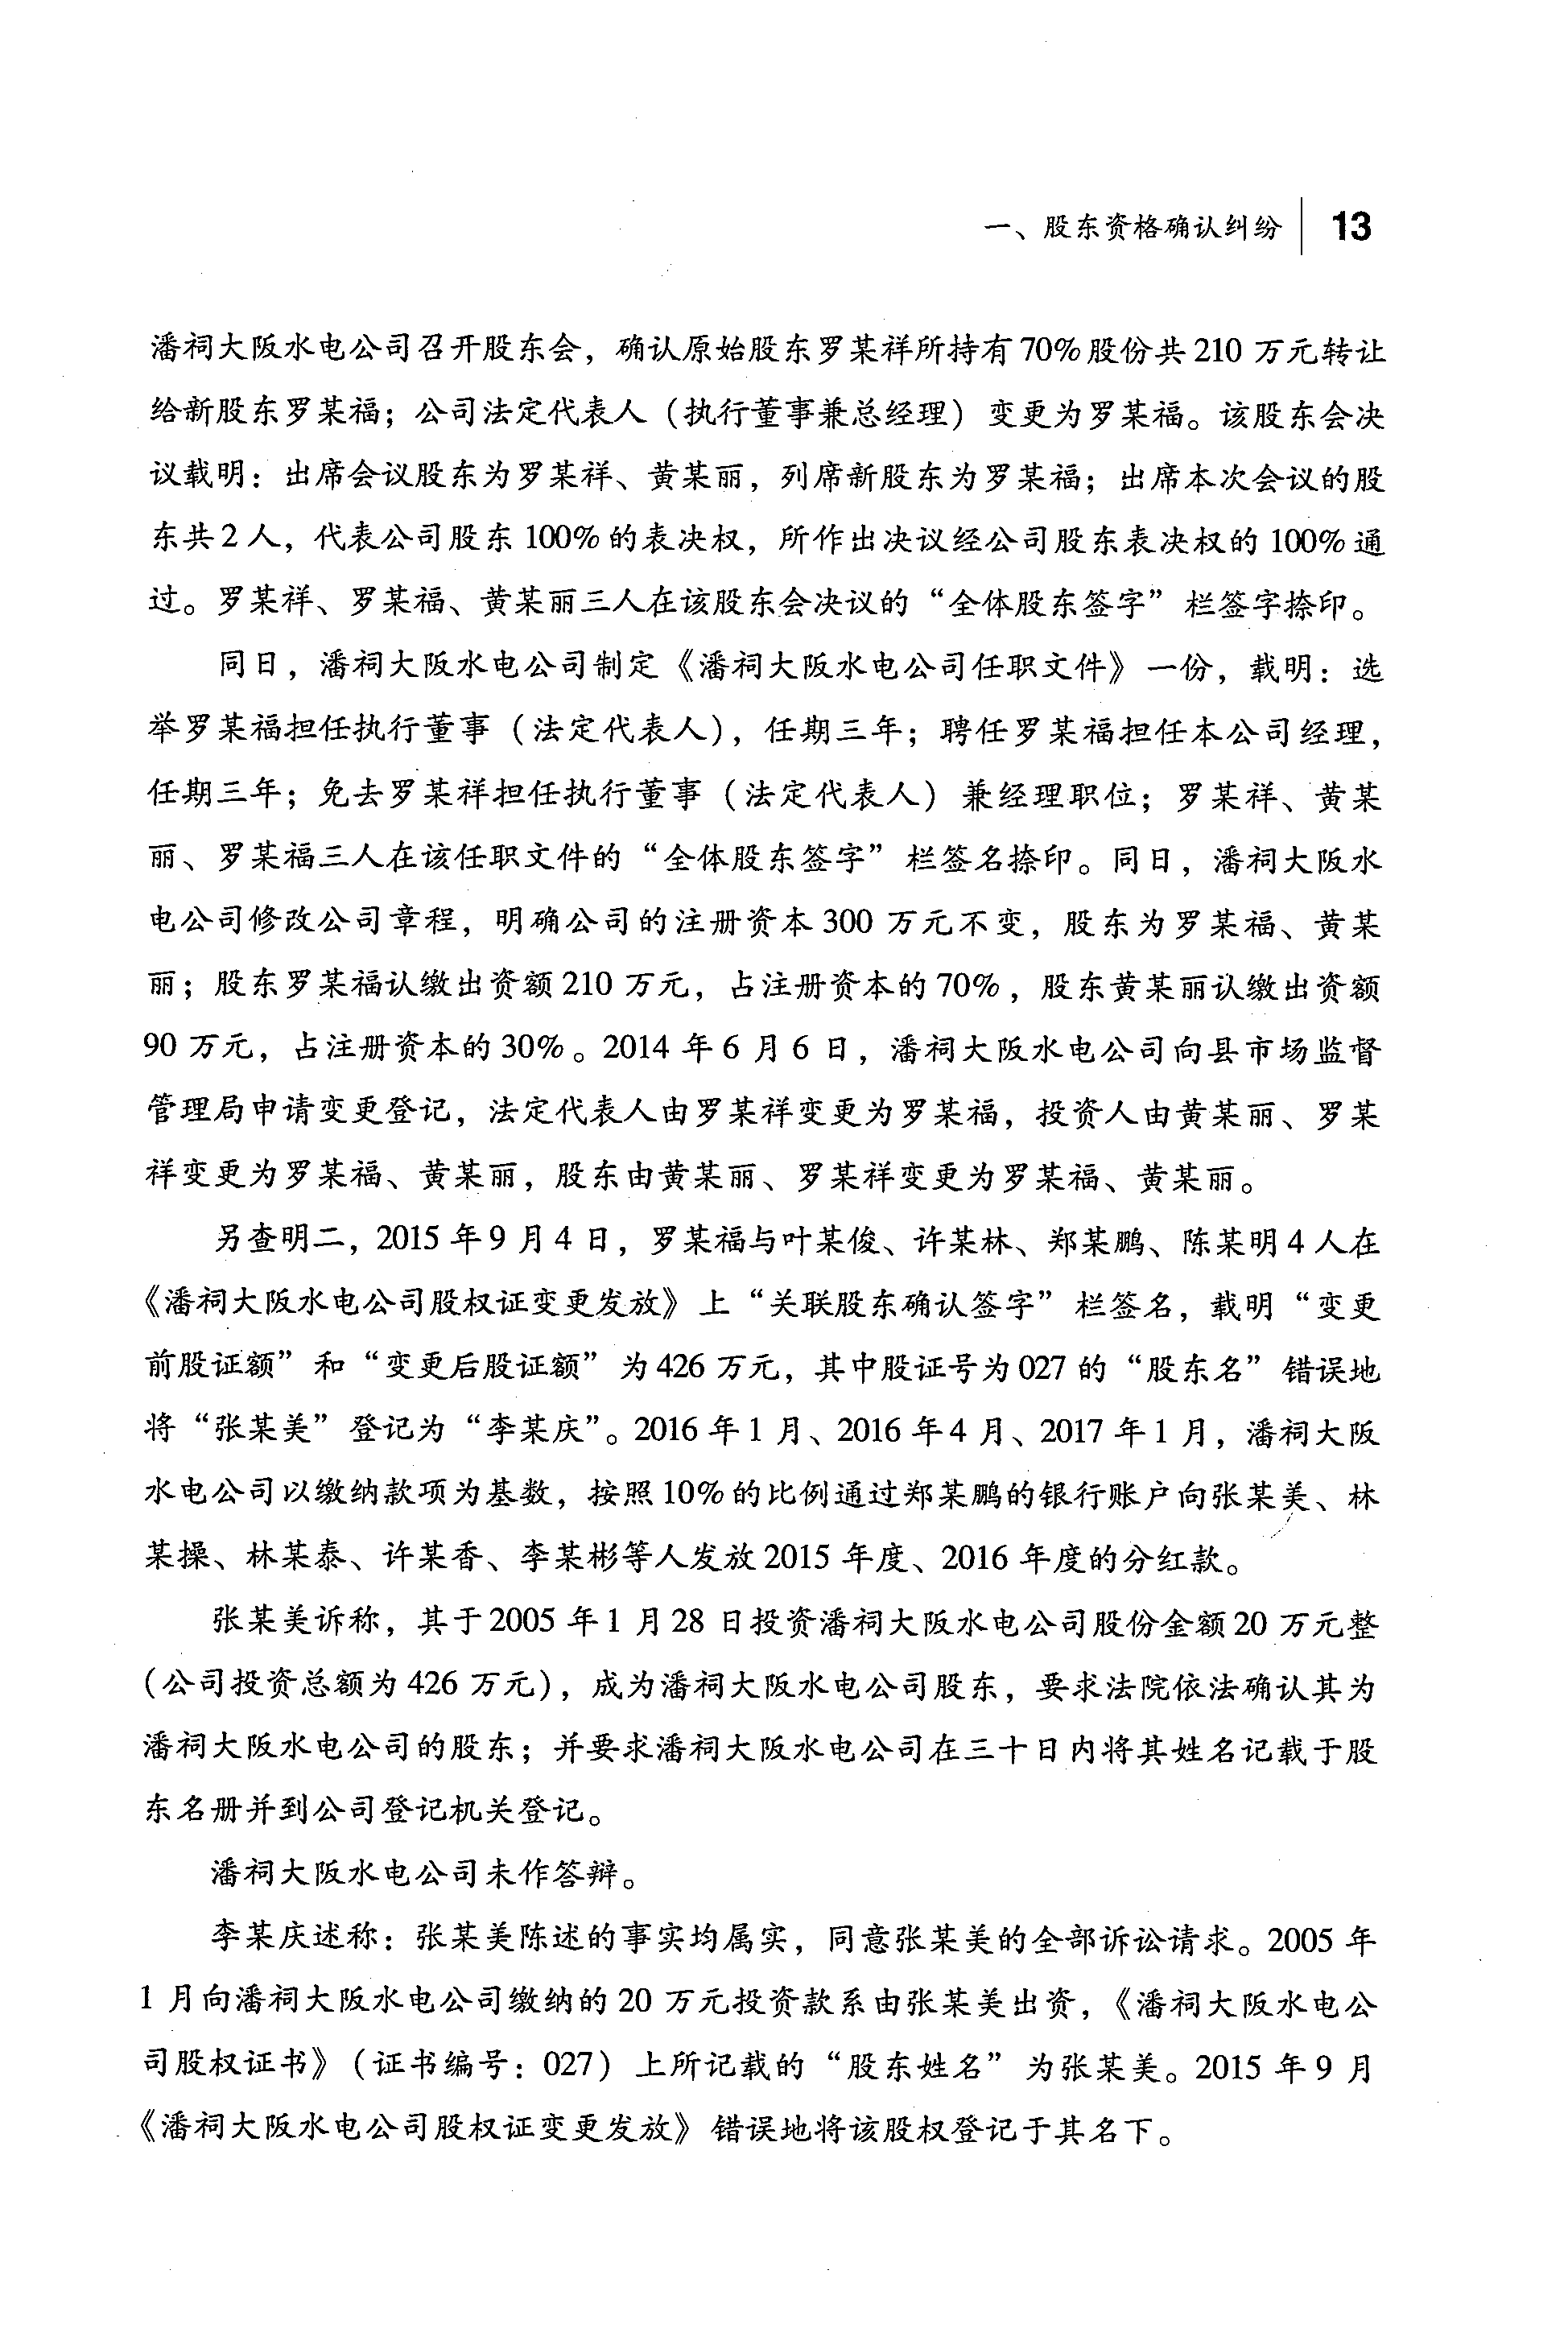 一、股东资格确认纠纷 13
潘祠大阪水电公司召开股东会，确认原始股东罗某祥所持有70%股份共210万元转让
给新股东罗某福；公司法定代表人（执行董事兼总经理）变更为罗某福。该股东会决
议载明：出席会议股东为罗某祥、黄某丽，列席新股东为罗某福；出席本次会议的股
东共2人，代表公司股东100%的表决权，所作出决议经公司股东表决权的100%通
过。罗某祥、罗某福、黄某丽三人在该股东会决议的“全体股东签字”栏签字捺印。
同日，潘祠大阪水电公司制定《潘祠大阪水电公司任职文件》一份，载明：选
举罗某福担任执行董事（法定代表人），任期三年；聘任罗某福担任本公司经理，
任期三年；免去罗某祥担任执行董事（法定代表人）兼经理职位；罗某祥、黄某
丽、罗某福三人在该任职文件的“全体股东签字”栏签名捺印。同日，潘祠大阪水
电公司修改公司章程，明确公司的注册资本300万元不变，股东为罗某福、黄某
丽；股东罗某福认缴出资额210万元，占注册资本的70%，股东黄某丽认缴出资额
90万元，占注册资本的30%。2014年6月6日，潘祠大阪水电公司向县市场监督
管理局申请变更登记，法定代表人由罗某祥变更为罗某福，投资人由黄某丽、罗某
祥变更为罗某福、黄某丽，股东由黄某丽、罗某祥变更为罗某福、黄某丽。
另查明二，2015年9月4日，罗某福与叶某俊、许某林、郑某鹏、陈某明4人在
《潘祠大阪水电公司股权证变更发放》上“关联股东确认签字”栏签名，载明“变更
前股证额”和“变更后股证额”为426万元，其中股证号为027的“股东名”错误地
将“张某美”登记为“李某庆”。2016年1月、2016年4月、2017年1月，潘祠大阪
水电公司以缴纳款项为基数，按照10%的比例通过郑某鹏的银行账户向张某美、林
某操、林某泰、许某香、李某彬等人发放2015年度、2016年度的分红款。
张某美诉称，其于2005年1月28日投资潘祠大阪水电公司股份金额20万元整
（公司投资总额为426万元），成为潘祠大阪水电公司股东，要求法院依法确认其为
潘祠大阪水电公司的股东；并要求潘祠大阪水电公司在三十日内将其姓名记载于股
东名册并到公司登记机关登记。
潘祠大阪水电公司未作答辩。
李某庆述称：张某美陈述的事实均属实，同意张某美的全部诉讼请求。2005年
1月向潘祠大阪水电公司缴纳的20万元投资款系由张某美出资，《潘祠大阪水电公
司股权证书》（证书编号：027）上所记载的“股东姓名”为张某美。2015年9月
《潘祠大阪水电公司股权证变更发放》错误地将该股权登记于其名下。